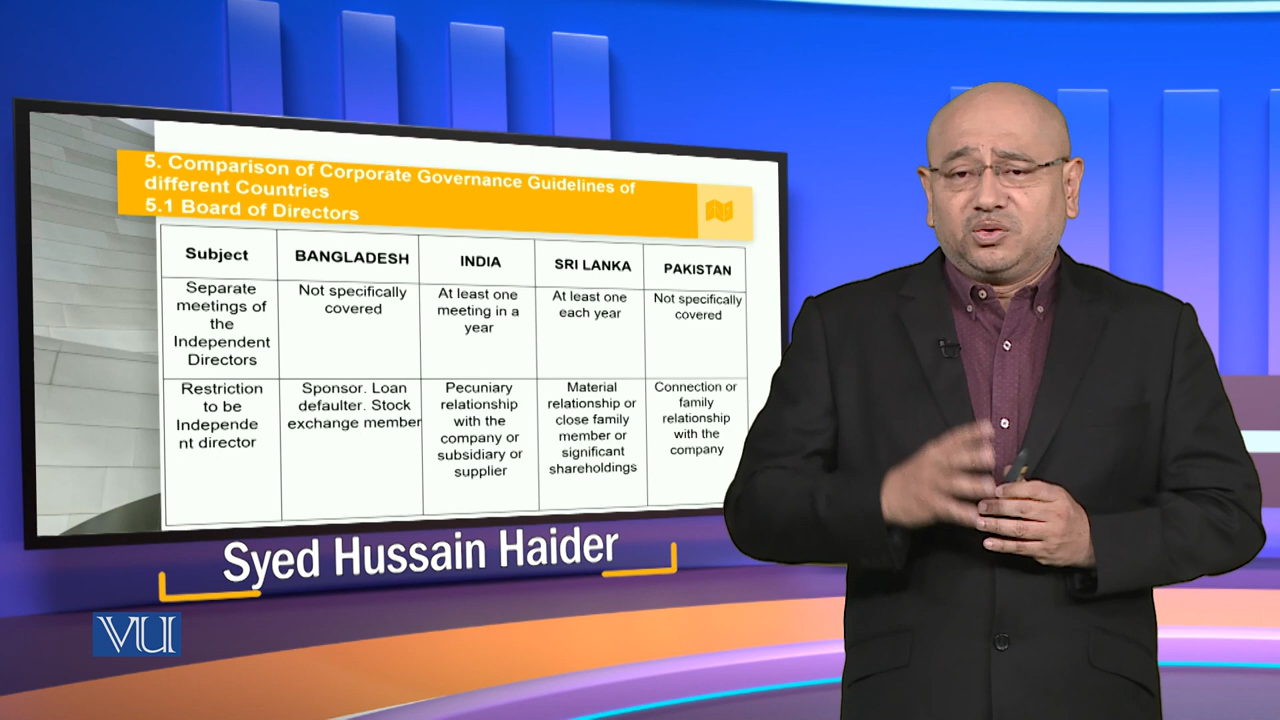 5. Comparison of Corporate Governance Guidelines of
different Countries
5.1 Board of Directors
Subject
BANGLADESH
INDIA
SRI LANKA
PAKISTAN
Separate
meetings of
the
Independent
Directors
Not specifically
covered
At least one
meeting in a
year
At least one
each year
Not specifically
covered
Restriction
to be
Independe
nt director
Sponsor. Loan
defaulter. Stock
exchange member
Pecuniary
relationship
with the
company or
subsidiary or
supplier
Material
relationship or
close family
member or
significant
shareholdings
Connection or
family
relationship
with the
company
Syed Hussain Haider
VU